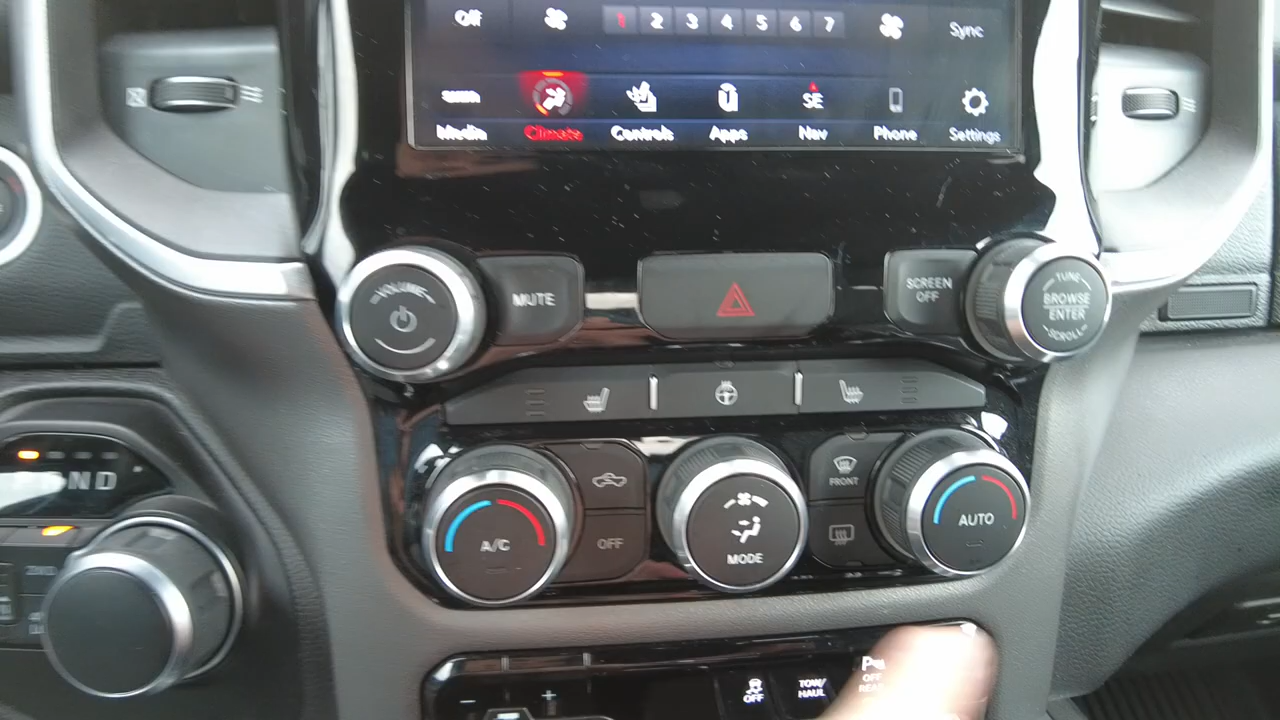 Off 1 2 3 4 5 6 7 Sync
Media Climate Controls Apps SE Nav Phone Settings
VOLUME
MUTE
SCREEN
OFF
TUNE
BROWSE
ENTER
SCROLL
FRONT
A/C
OFF
MODE
AUTO
N D
- +
OFF
TOW/
HAUL
P
OFF